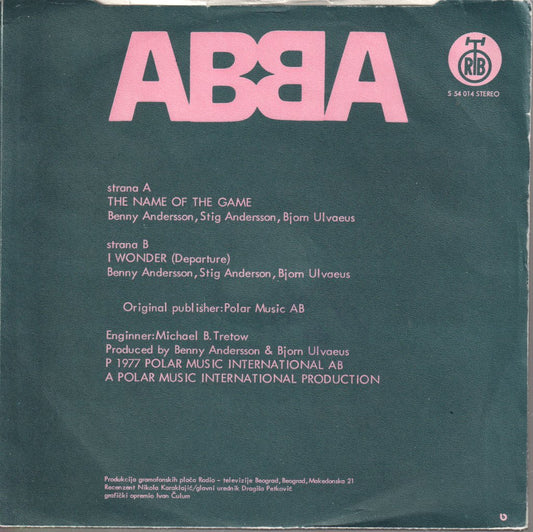 ABBA
RTB
S 54 014 STEREO
strana A
THE NAME OF THE GAME
Benny Andersson, Stig Andersson, Bjorn Ulvaeus
strana B
I WONDER (Departure)
Benny Andersson, Stig Anderson, Bjorn Ulvaeus
Original publisher: Polar Music AB
Enginner: Michael B. Tretow
Produced by Benny Andersson & Bjorn Ulvaeus
P 1977 POLAR MUSIC INTERNATIONAL AB
A POLAR MUSIC INTERNATIONAL PRODUCTION
Produkcija gramofonskih ploča Radio - televizije Beograd, Beograd, Makedonska 21
Recenzent Nikola Karaklajić/glavni urednik Dragila Petković
grafički opremio Ivan Ćulum
b